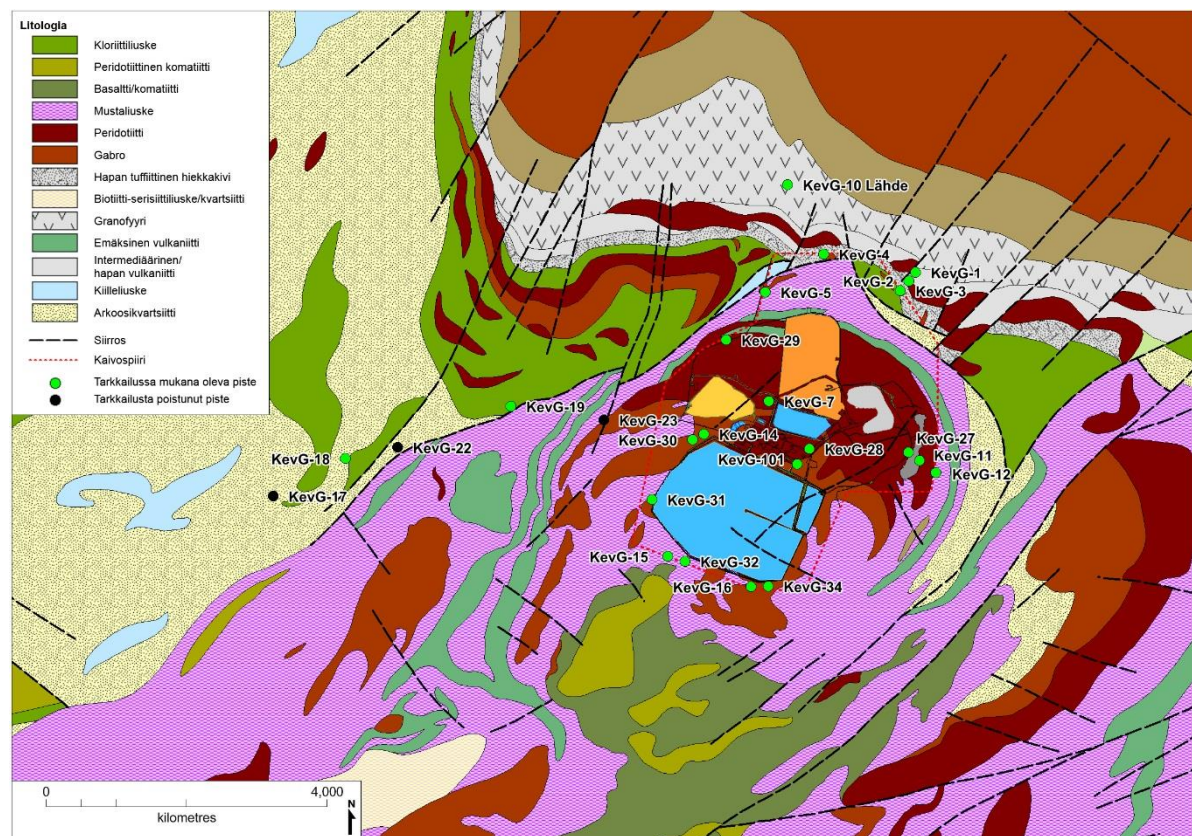 Litologia
Kloriittiliuske
Peridotiittinen komatiitti
Basaltti/komatiitti
Mustaliuske
Peridotiitti
Gabro
Hapan tuffiittinen hiekkakivi
Biotiitti-serisiittiliuske/kvartsiitti
Granofyyri
Emäksinen vulkaniitti
Intermediäärinen/
hapan vulkaniitti
Kiilleliuske
Arkoosikvartsiitti
Siirros
Kaivospiiri
Tarkkailussa mukana oleva piste
Tarkkailusta poistunut piste
KevG-10 Lähde
KevG-4
KevG-1
KevG-2
KevG-3
KevG-5
KevG-29
KevG-7
KevG-19
KevG-23
KevG-14
KevG-30
KevG-22
KevG-28
KevG-27
KevG-11
KevG-101
KevG-18
KevG-12
KevG-17
KevG-31
KevG-15
KevG-32
KevG-16
KevG-34
0 4,000
kilometres
N